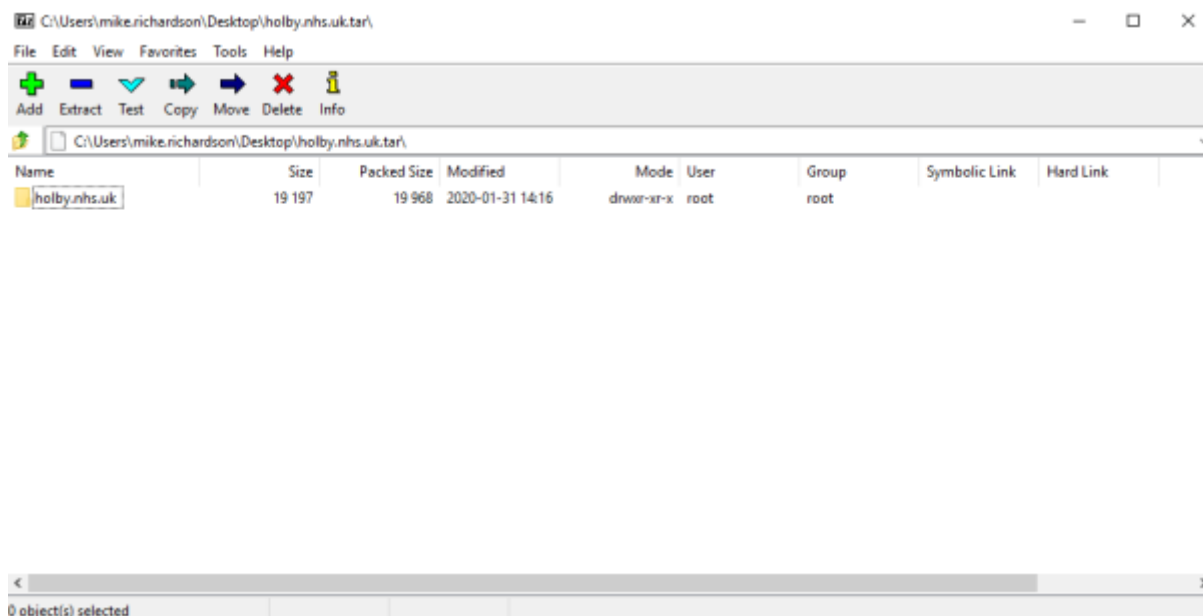 C:\Users\mike.richardson\Desktop\holby.nhs.uk.tar\
File Edit View Favorites Tools Help
Add Extract Test Copy Move Delete Info
C:\Users\mike.richardson\Desktop\holby.nhs.uk.tar\
Name Size Packed Size Modified Mode User Group Symbolic Link Hard Link
holby.nhs.uk 19 197 19 968 2020-01-31 14:16 drwxr-xr-x root root
0 object(s) selected